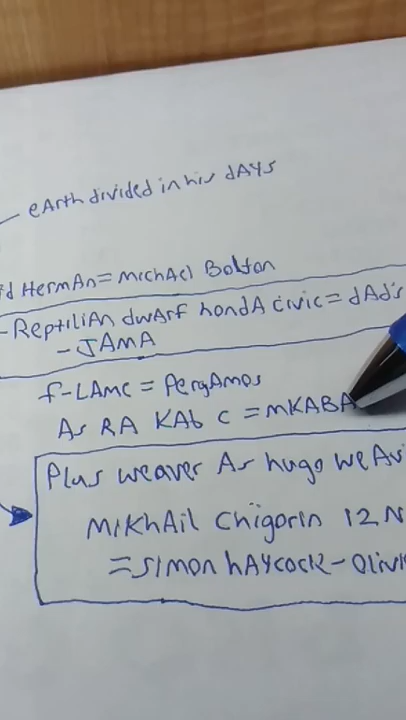 eArth divided in his dAYs
d HermAn = michAel Bolton
- ReptiliAn dwArf hondA civic = dAd's
- JAMA
f-LAmc = PergAmos
As RA KAb c = mKABA
Plus weaver As hugo weAv
MikhAil Chigorin 12 N
= simon hAYcock - Olivi